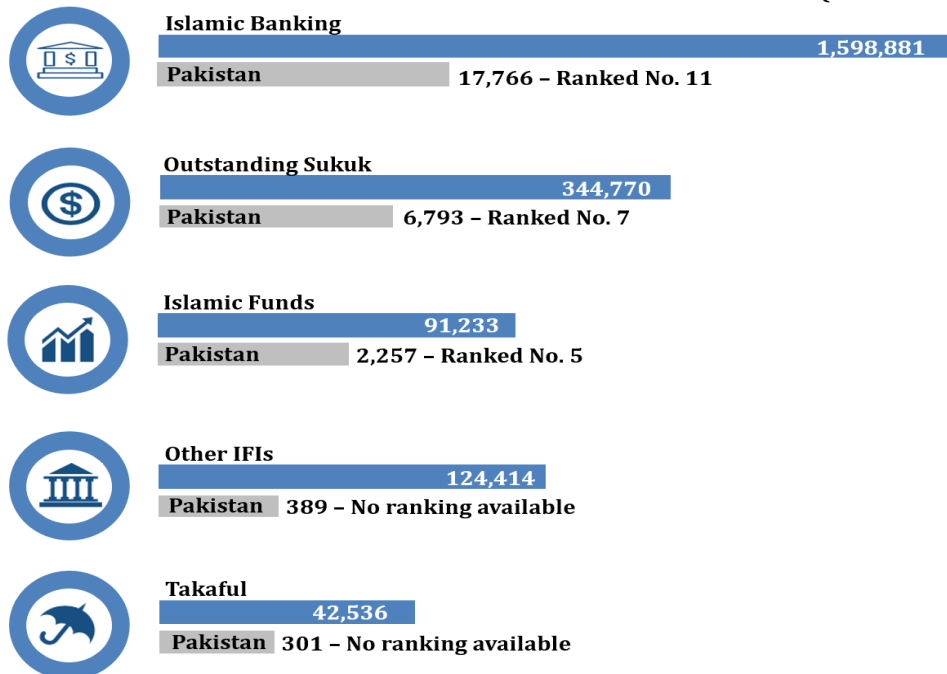 Islamic Banking
1,598,881
Pakistan 17,766 – Ranked No. 11
Outstanding Sukuk
344,770
Pakistan 6,793 – Ranked No. 7
Islamic Funds
91,233
Pakistan 2,257 – Ranked No. 5
Other IFIs
124,414
Pakistan 389 – No ranking available
Takaful
42,536
Pakistan 301 – No ranking available